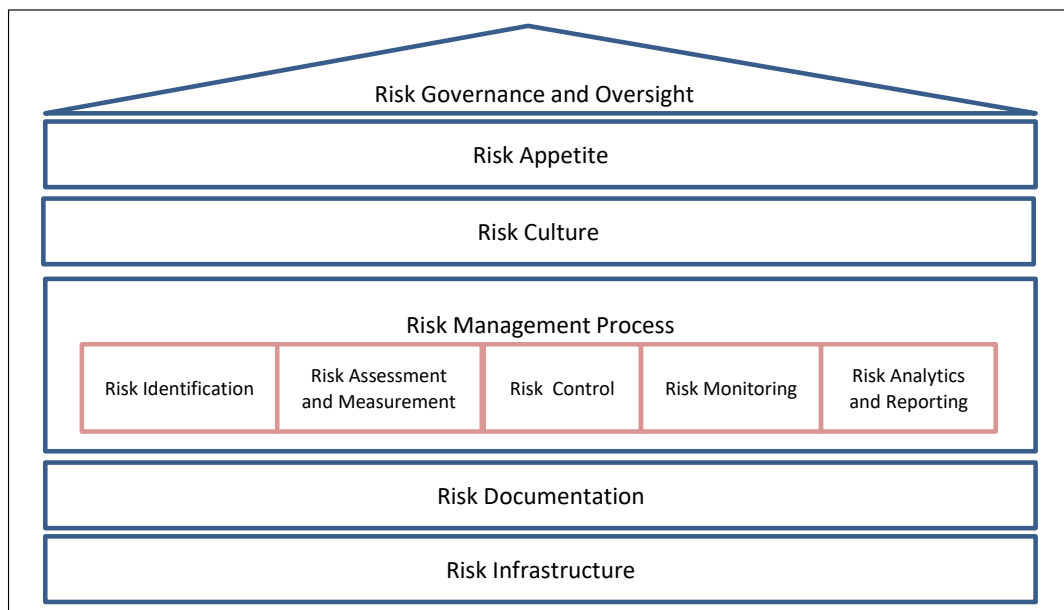 Risk Governance and Oversight
Risk Appetite
Risk Culture
Risk Management Process
Risk Identification
Risk Assessment
and Measurement
Risk Control
Risk Monitoring
Risk Analytics
and Reporting
Risk Documentation
Risk Infrastructure